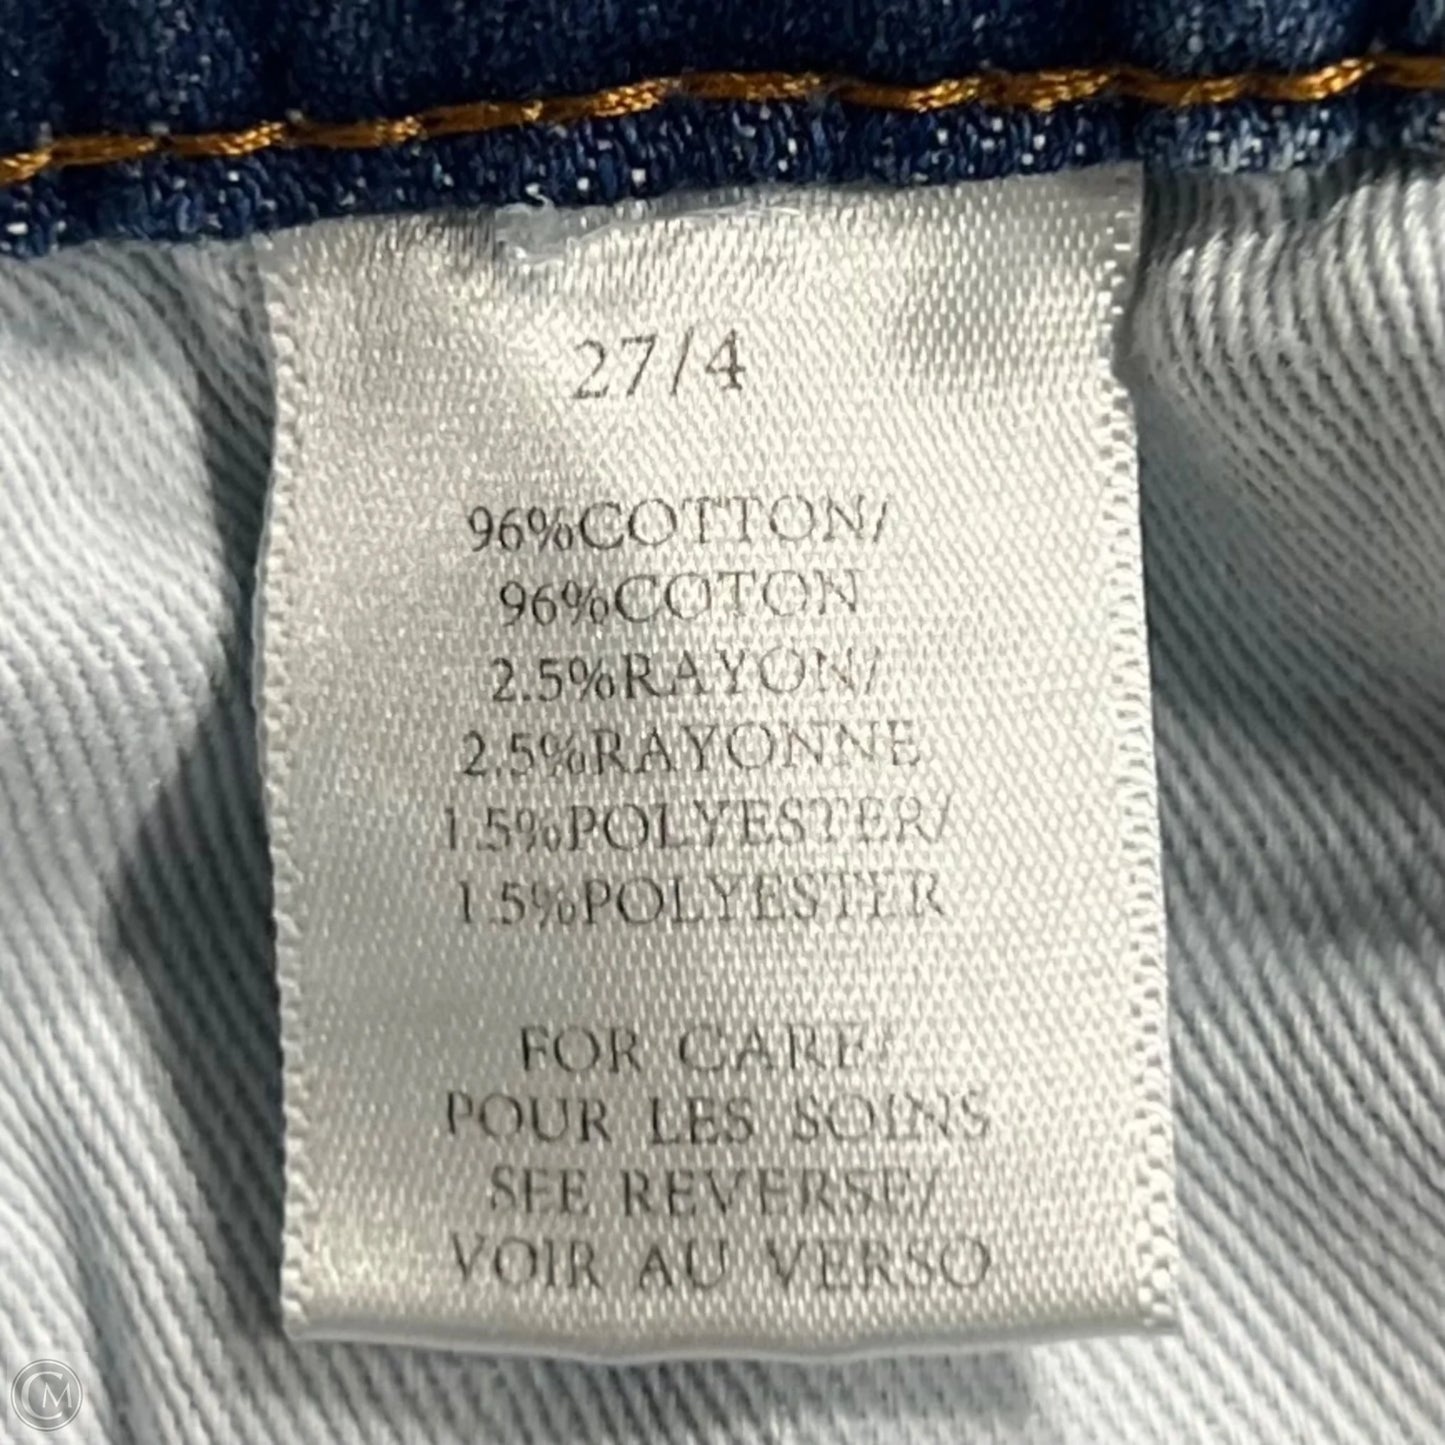 27/4
96%COTTON/
96%COTON
2.5%RAYON/
2.5%RAYONNE
1.5%POLYESTER/
1.5%POLYESTER
FOR CARE/
POUR LES SOINS
SEE REVERSE/
VOIR AU VERSO
CM